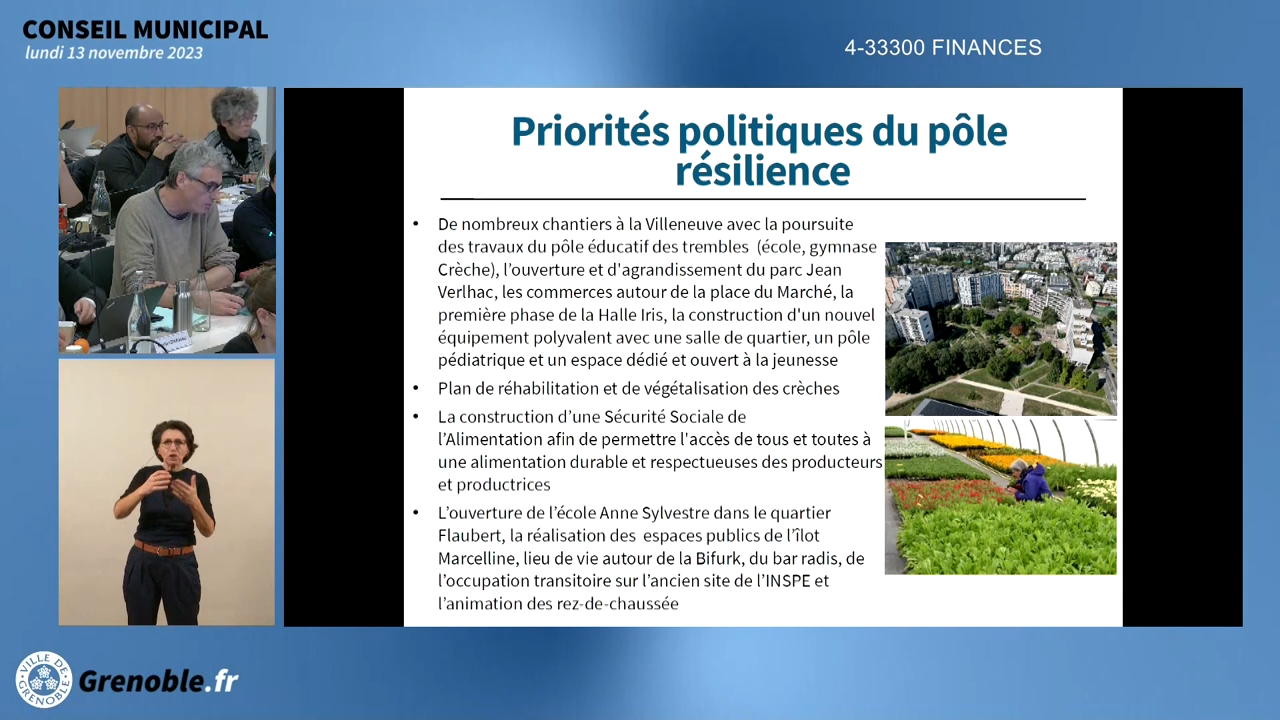 CONSEIL MUNICIPAL
lundi 13 novembre 2023
4-33300 FINANCES
Priorités politiques du pôle
résilience
• De nombreux chantiers à la Villeneuve avec la poursuite
des travaux du pôle éducatif des trembles (école, gymnase
Crèche), l’ouverture et d'agrandissement du parc Jean
Verlhac, les commerces autour de la place du Marché, la
première phase de la Halle Iris, la construction d'un nouvel
équipement polyvalent avec une salle de quartier, un pôle
pédiatrique et un espace dédié et ouvert à la jeunesse
• Plan de réhabilitation et de végétalisation des crèches
• La construction d’une Sécurité Sociale de
l’Alimentation afin de permettre l'accès de tous et toutes à
une alimentation durable et respectueuses des producteurs
et productrices
• L’ouverture de l’école Anne Sylvestre dans le quartier
Flaubert, la réalisation des espaces publics de l’îlot
Marcelline, lieu de vie autour de la Bifurk, du bar radis, de
l’occupation transitoire sur l’ancien site de l’INSPE et
l’animation des rez-de-chaussée
VILLE DE
GRENOBLE
Grenoble.fr